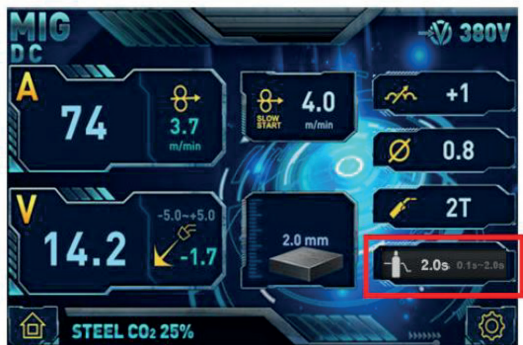 MIG
DC
380V
A
74
3.7
m/min
SLOW
START
4.0
m/min
+1
Ø
0.8
2T
V
14.2
-5.0~+5.0
-1.7
2.0 mm
2.0s 0.1s~2.0s
STEEL CO₂ 25%